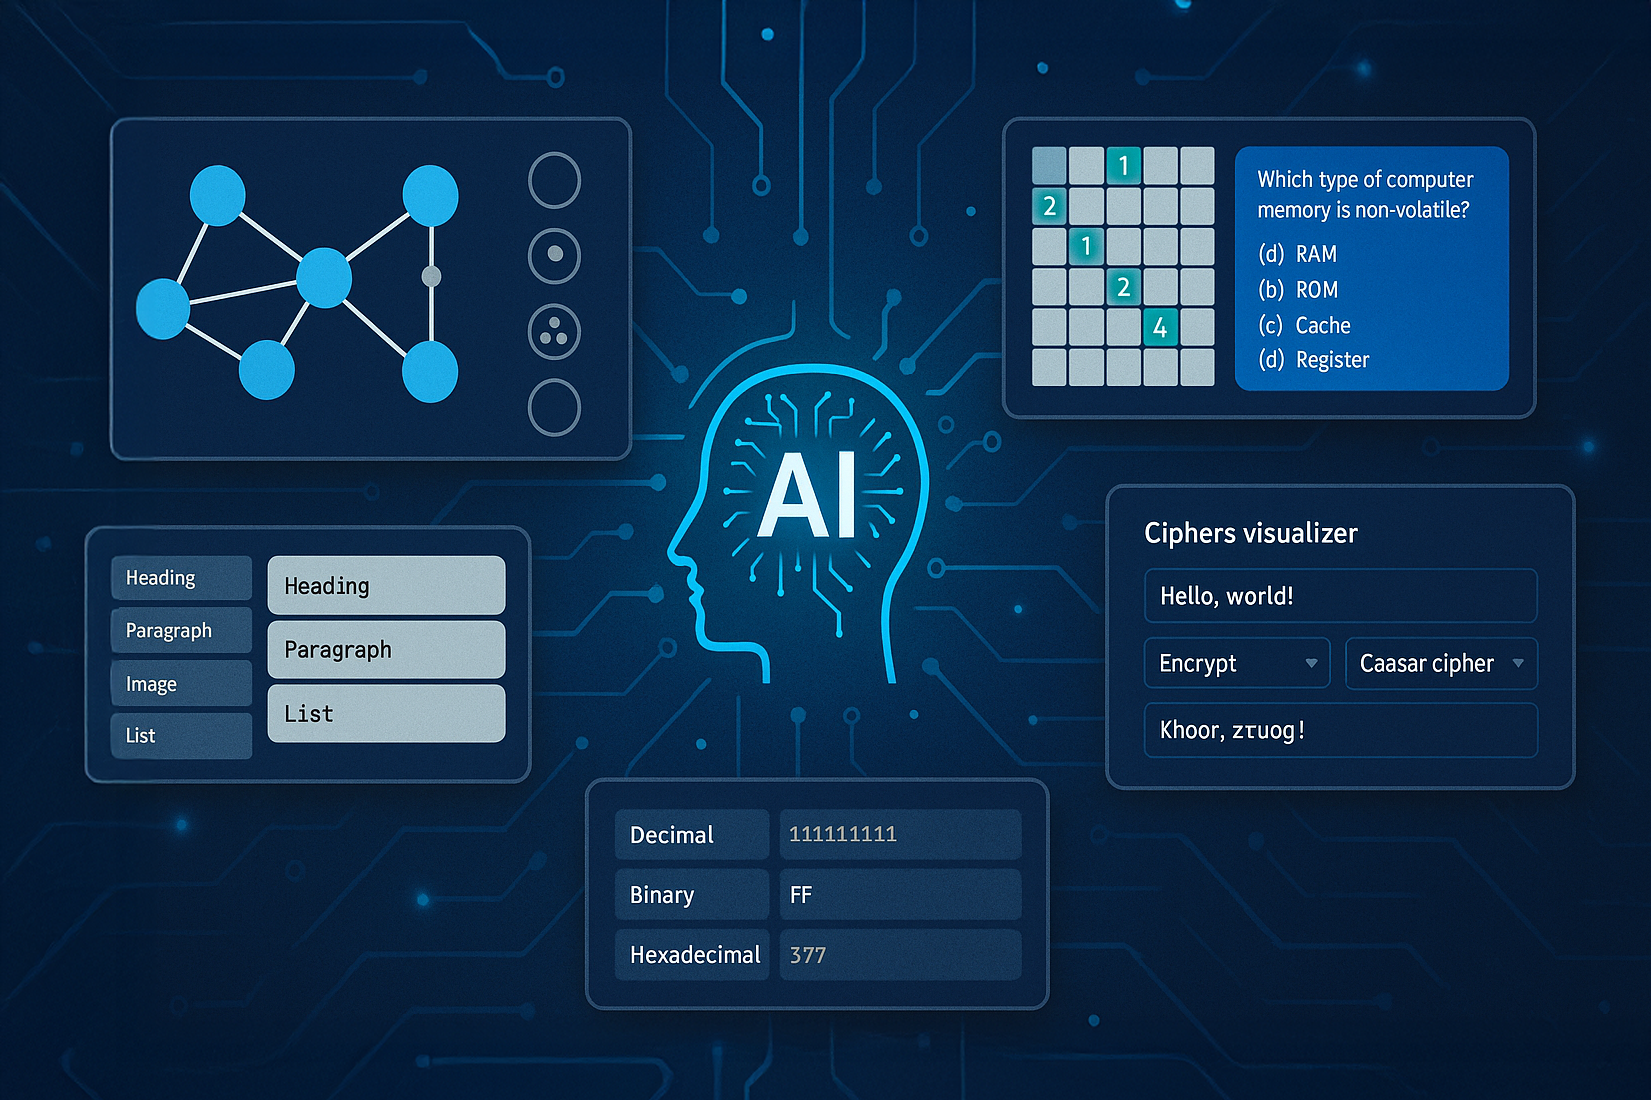 1
2
1
2
4
Which type of computer
memory is non-volatile?
(d) RAM
(b) ROM
(c) Cache
(d) Register
AI
Heading
Paragraph
Image
List
Heading
Paragraph
List
Ciphers visualizer
Hello, world!
Encrypt
Caasar cipher
Khoor, zτuog!
Decimal 111111111
Binary FF
Hexadecimal 377